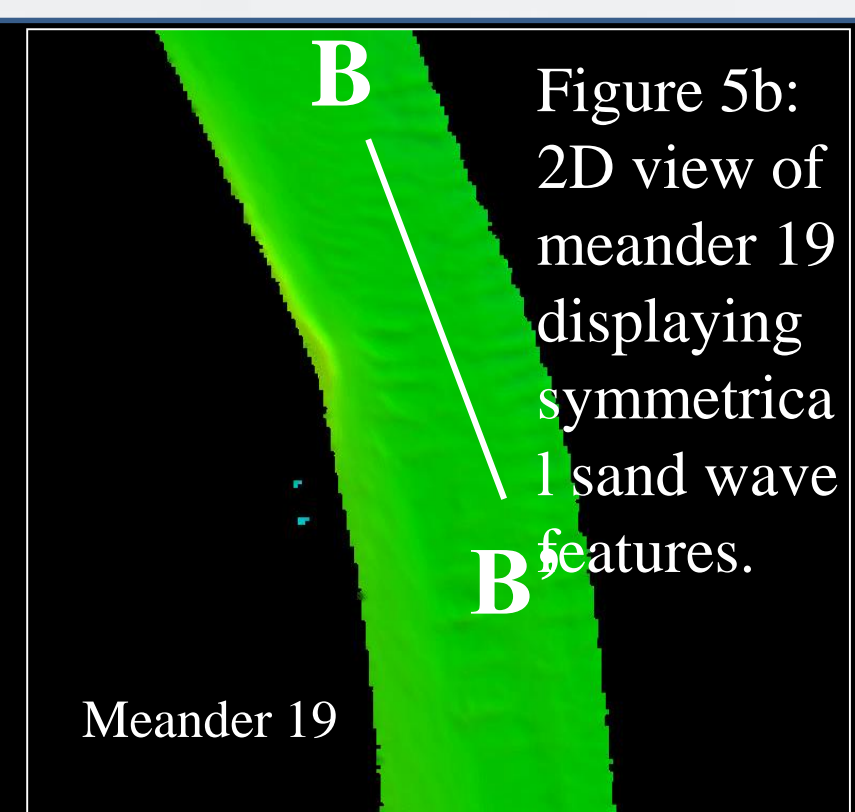 B
Figure 5b:
2D view of
meander 19
displaying
symmetrica
l sand wave
features.
B’
Meander 19